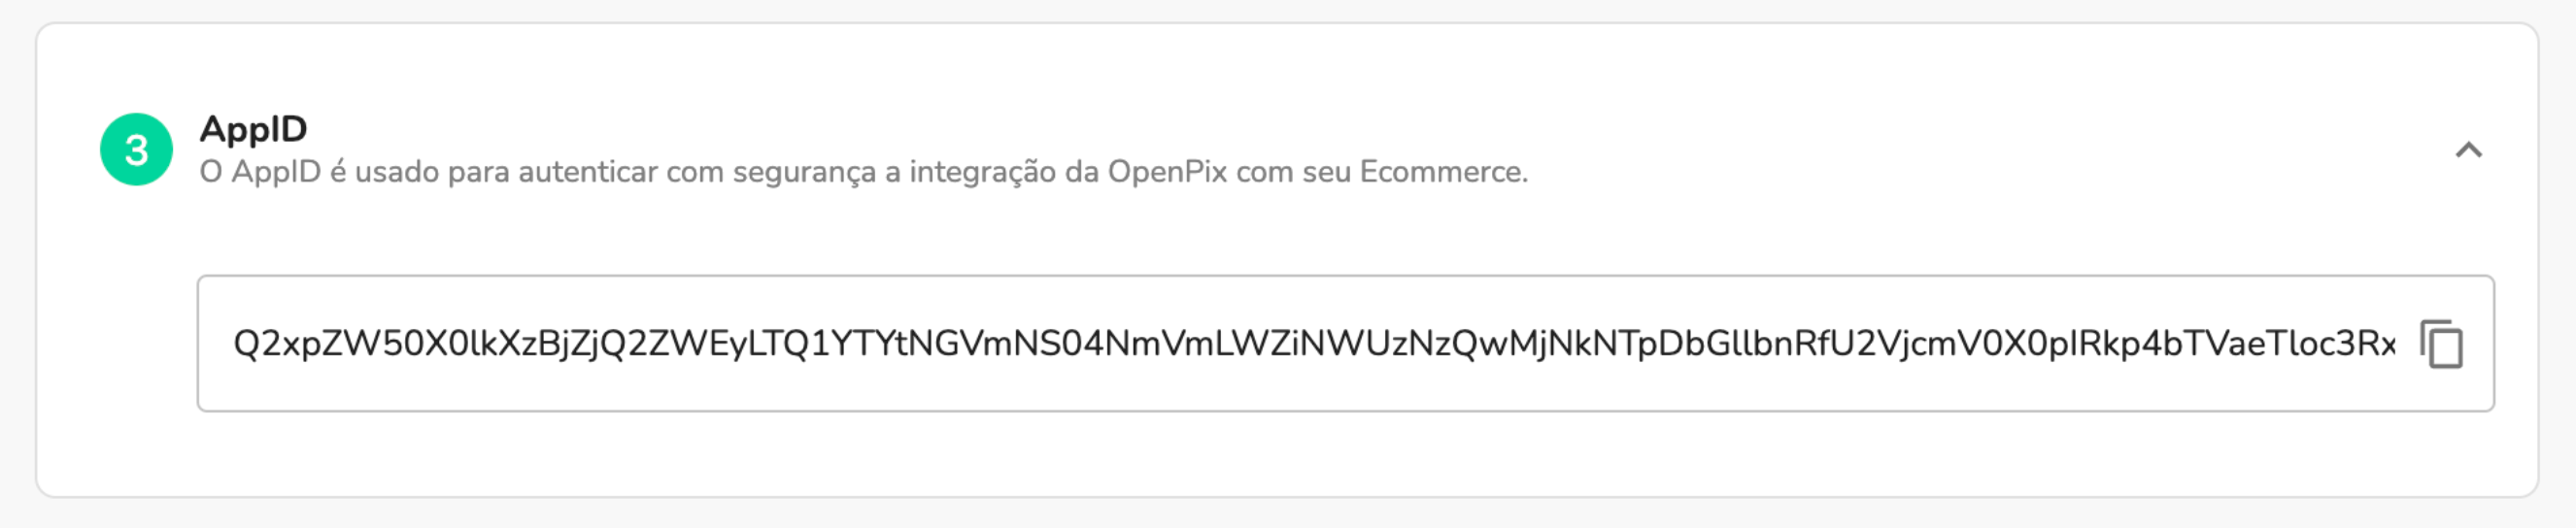 3
AppID
O AppID é usado para autenticar com segurança a integração da OpenPix com seu Ecommerce.
Q2xpZW50X0lkXzBjZjQ2ZWEyLTQ1YTYtNGVmNS04NmVmLWZiNWUzNzQwMjNkNTpDbGllbnRfU2VjcmV0X0pIRkp4bTVaeTloc3Rx